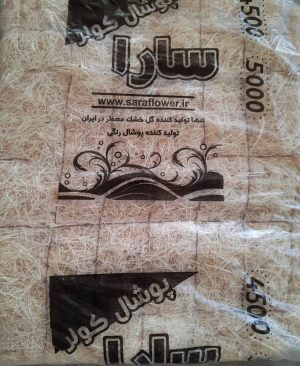 پوشال کولر
سارا
www.saraflower.ir
تنها تولید کننده گل خشک معطر در ایران
تولید کننده پوشال رنگی
4500
5000
پوشال کولر
سارا
4500